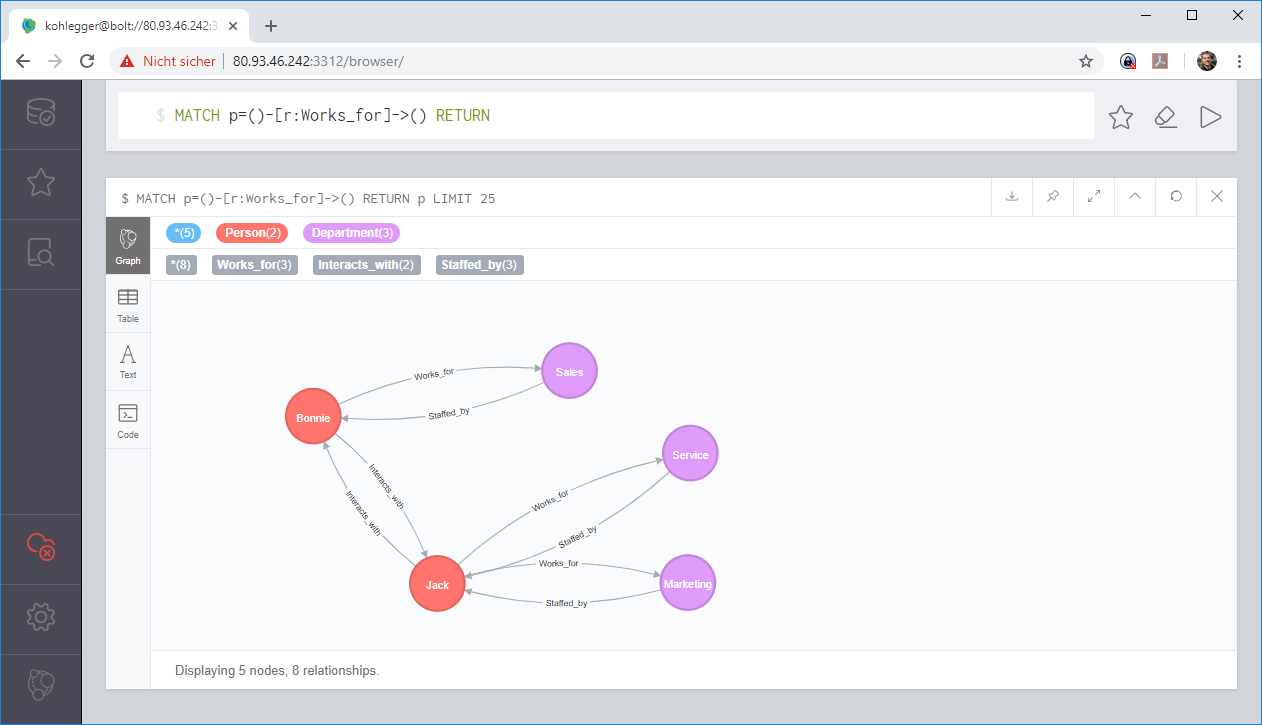 kohlegger@bolt://80.93.46.242:3
Nicht sicher 80.93.46.242:3312/browser/
$ MATCH p=()-[r:Works_for]->() RETURN
$ MATCH p=()-[r:Works_for]->() RETURN p LIMIT 25
*(5) Person(2) Department(3)
*(8) Works_for(3) Interacts_with(2) Staffed_by(3)
Graph
Table
Text
Code
Works_for
Sales
Staffed_by
Bonnie
Interacts_with
Interacts_with
Service
Works_for
Staffed_by
Works_for
Jack
Marketing
Staffed_by
Displaying 5 nodes, 8 relationships.